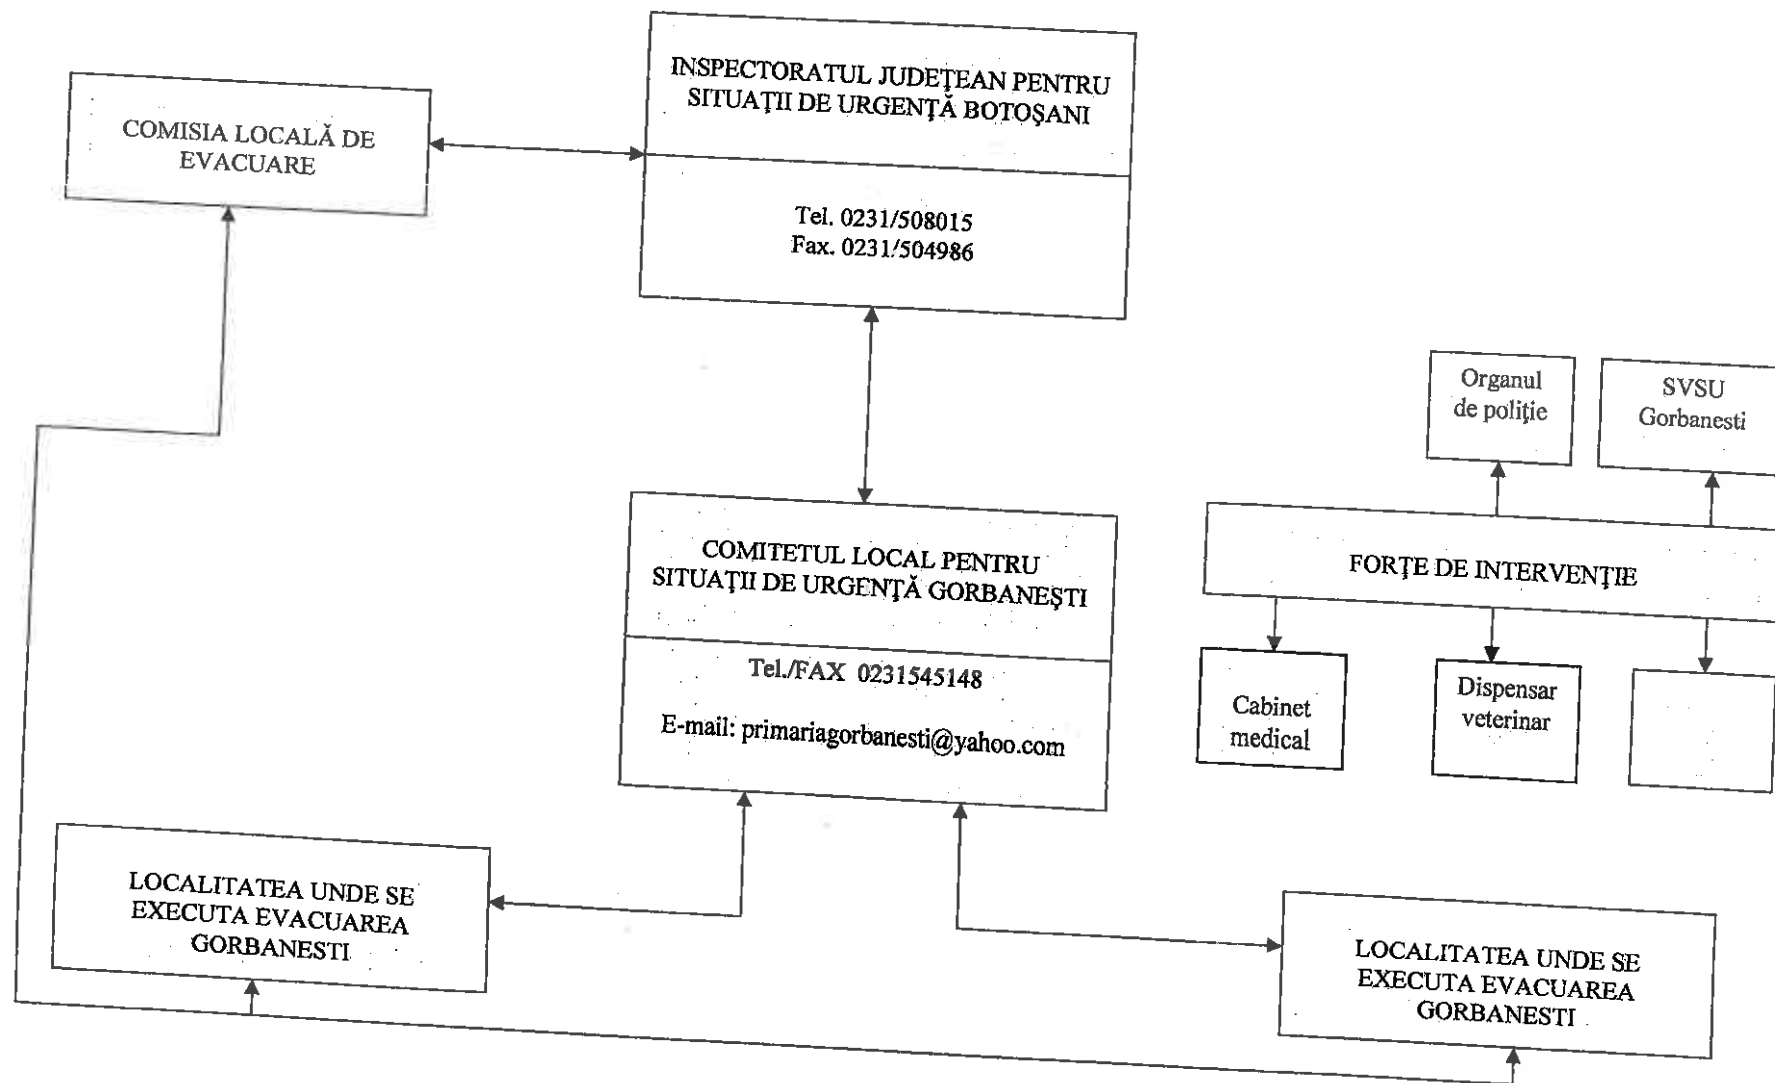 INSPECTORATUL JUDEȚEAN PENTRU
SITUAȚII DE URGENȚĂ BOTOȘANI
Tel. 0231/508015
Fax. 0231/504986
COMISIA LOCALĂ DE
EVACUARE
Organul
de poliție
SVSU
Gorbanesti
FORȚE DE INTERVENȚIE
Cabinet
medical
Dispensar
veterinar
COMITETUL LOCAL PENTRU
SITUAȚII DE URGENȚĂ GORBANEȘTI
Tel./FAX 0231545148
E-mail: primariagorbanesti@yahoo.com
LOCALITATEA UNDE SE
EXECUTA EVACUAREA
GORBANESTI
LOCALITATEA UNDE SE
EXECUTA EVACUAREA
GORBANESTI